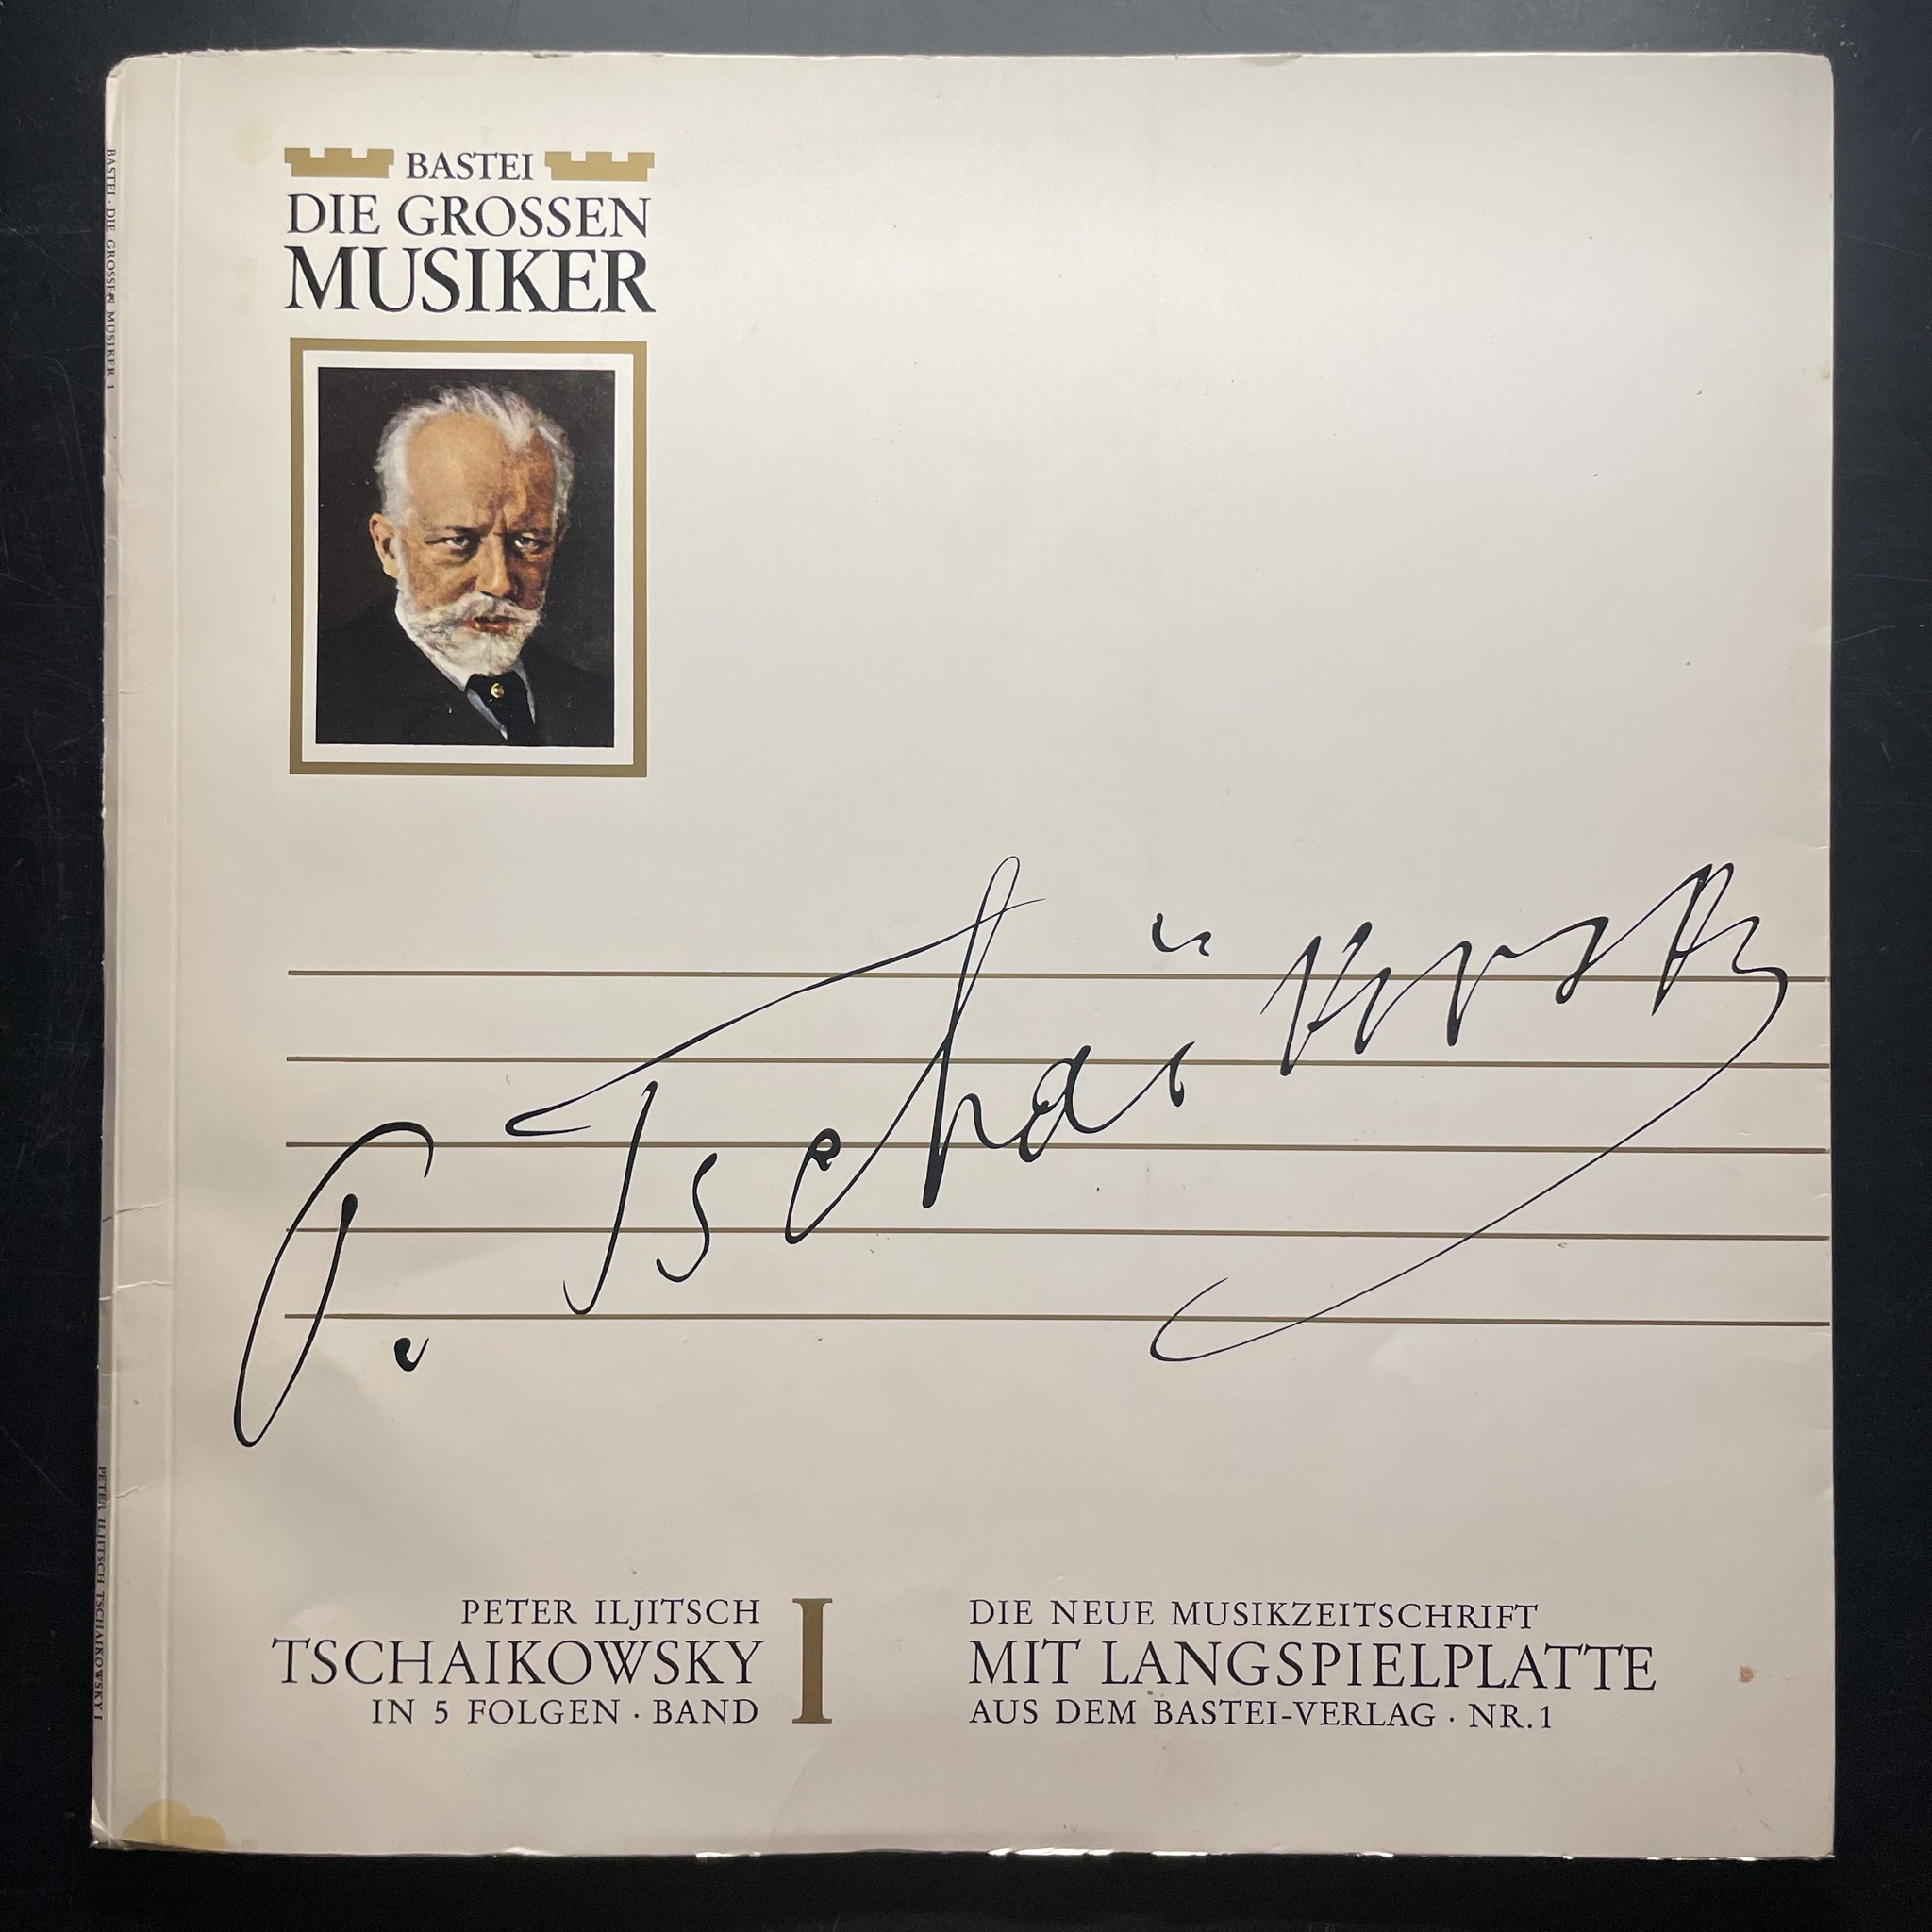 BASTEI
DIE GROSSEN
MUSIKER
P. Tschaïkovsky
PETER ILJITSCH
TSCHAIKOWSKY
IN 5 FOLGEN · BAND
I
DIE NEUE MUSIKZEITSCHRIFT
MIT LANGSPIELPLATTE
AUS DEM BASTEI-VERLAG · NR. 1
BASTEI · DIE GROSSEN MUSIKER 1
PETER ILJITSCH TSCHAIKOWSKY I